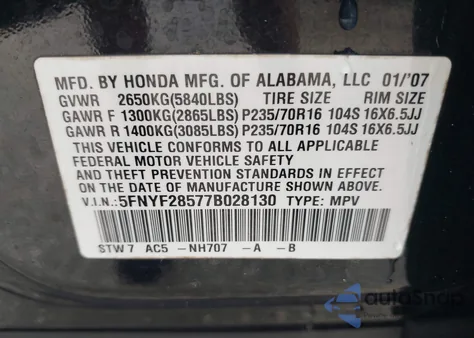 MFD. BY HONDA MFG. OF ALABAMA, LLC 01/'07
GVWR 2650KG(5840LBS) TIRE SIZE RIM SIZE
GAWR F 1300KG(2865LBS) P235/70R16 104S 16X6.5JJ
GAWR R 1400KG(3085LBS) P235/70R16 104S 16X6.5JJ
THIS VEHICLE CONFORMS TO ALL APPLICABLE
FEDERAL MOTOR VEHICLE SAFETY
AND THEFT PREVENTION STANDARDS IN
EFFECT ON THE DATE OF MANUFACTURE
SHOWN ABOVE.
V.I.N.:5FNYF28577B028130 TYPE: MPV
STW7 AC5 -NH707 -A -B
autoSnap